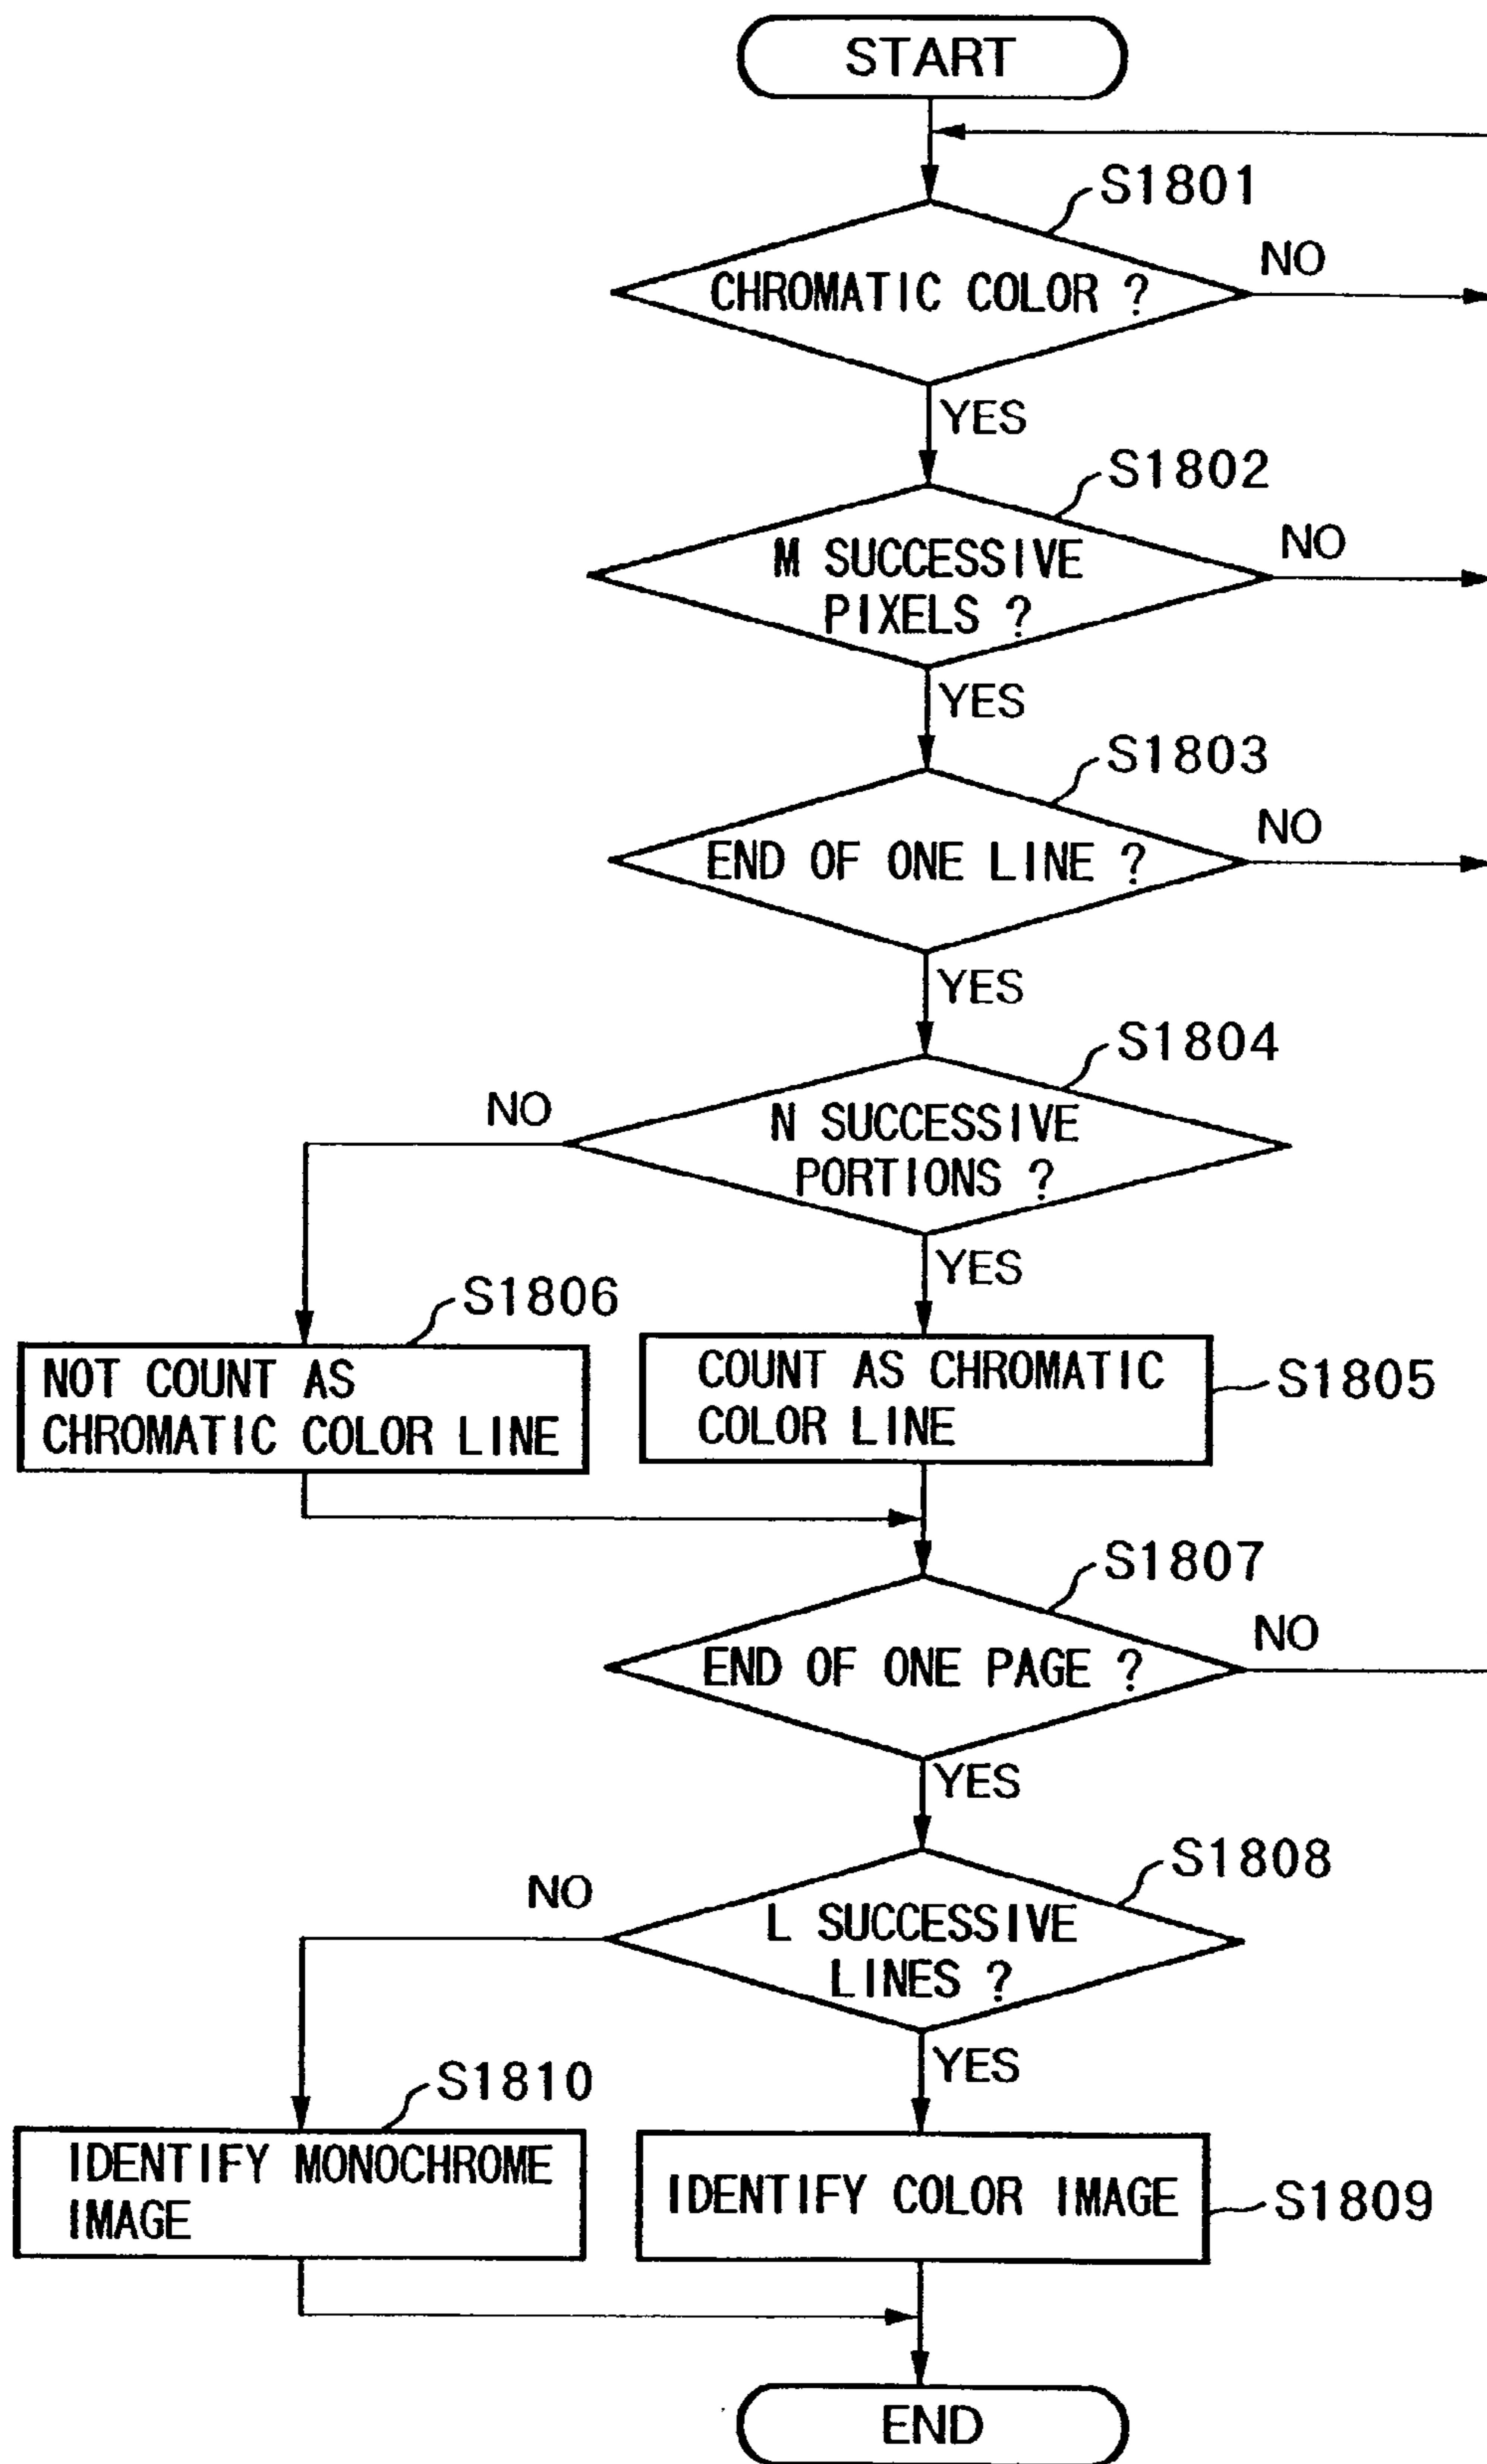 START
S1801
CHROMATIC COLOR ?
NO
YES
S1802
M SUCCESSIVE
PIXELS ?
NO
YES
S1803
END OF ONE LINE ?
NO
YES
S1804
N SUCCESSIVE
PORTIONS ?
NO
YES
S1806
NOT COUNT AS
CHROMATIC COLOR LINE
COUNT AS CHROMATIC
COLOR LINE
S1805
S1807
END OF ONE PAGE ?
NO
YES
S1808
L SUCCESSIVE
LINES ?
NO
YES
S1810
IDENTIFY MONOCHROME
IMAGE
IDENTIFY COLOR IMAGE
S1809
END